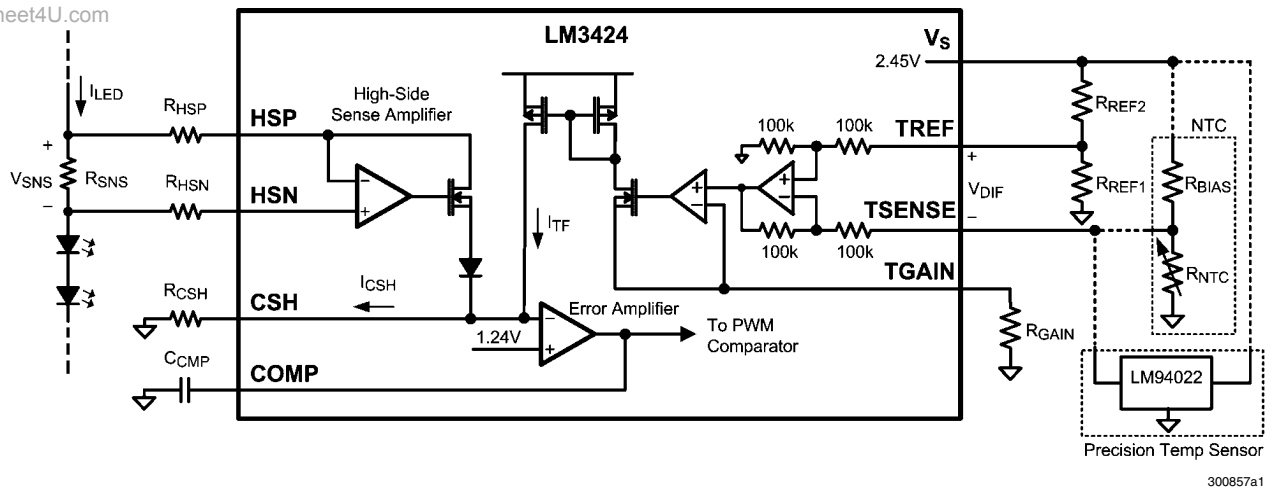 heet4U.com
LM3424
VS
2.45V
ILED
High-Side
Sense Amplifier
RHSP
HSP
100k
100k
TREF
RREF2
NTC
+
VSNS
−
RSNS
RHSN
HSN
−
+
+
−
+
−
+
VDIF
−
RREF1
RBIAS
ITF
TSENSE
100k
100k
TGAIN
RNTC
RCSH
CSH
ICSH
Error Amplifier
1.24V
−
+
To PWM
Comparator
RGAIN
CCMP
COMP
LM94022
Precision Temp Sensor
300857a1